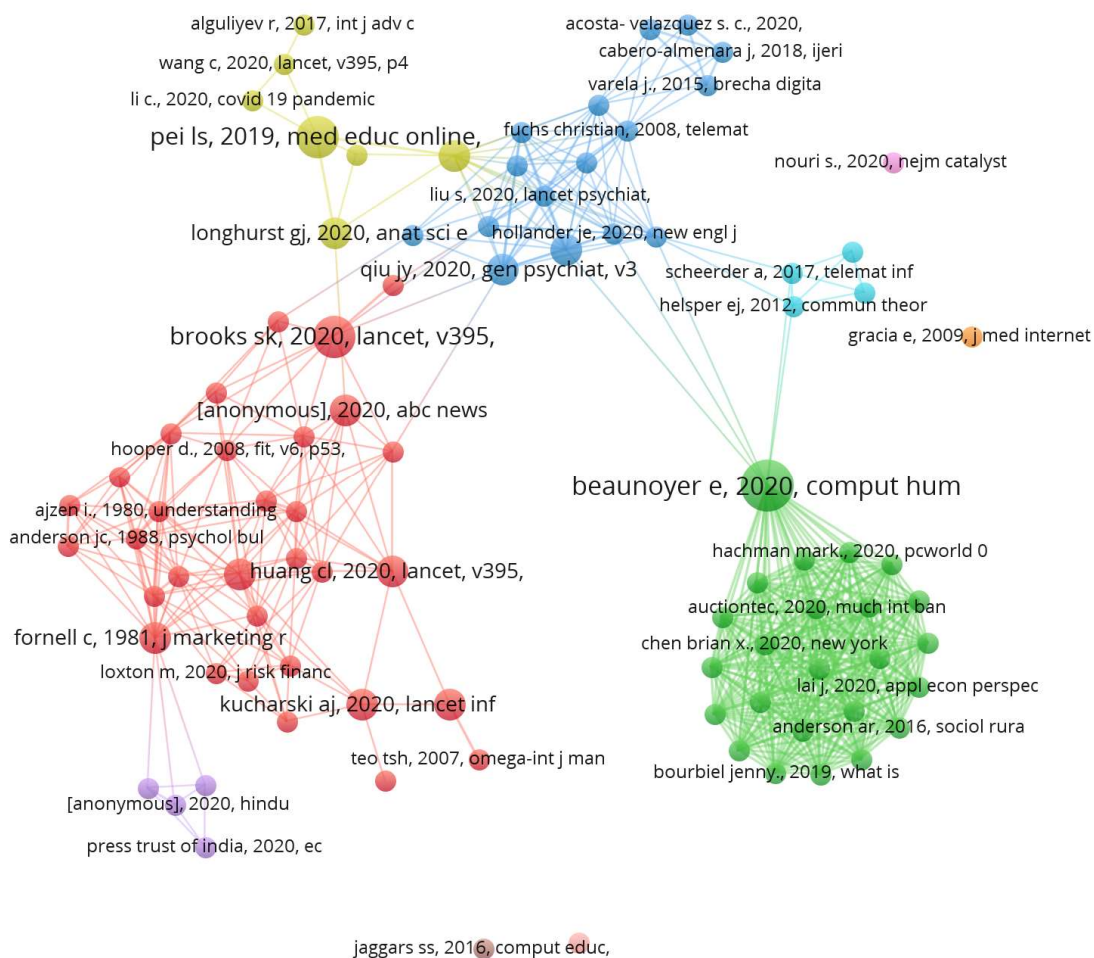 alguliyev r, 2017, int j adv c
acosta- velazquez s. c., 2020,
wang c, 2020, lancet, v395, p4
cabero-almenara j, 2018, ijeri
li c., 2020, covid 19 pandemic
varela j., 2015, brecha digita
pei ls, 2019, med educ online,
fuchs christian, 2008, telemat
nouri s., 2020, nejm catalyst
liu s, 2020, lancet psychiat,
longhurst gj, 2020, anat sci e
hollander je, 2020, new engl j
qiu jy, 2020, gen psychiat, v3
scheerder a, 2017, telemat inf
helsper ej, 2012, commun theor
brooks sk, 2020, lancet, v395,
gracia e, 2009, j med internet
[anonymous], 2020, abc news
hooper d., 2008, fit, v6, p53,
beaunoyer e, 2020, comput hum
ajzen i., 1980, understanding
anderson jc, 1988, psychol bul
hachman mark., 2020, pcworld 0
huang cl, 2020, lancet, v395,
auctiontec, 2020, much int ban
fornell c, 1981, j marketing r
chen brian x., 2020, new york
loxton m, 2020, j risk financ
lai j, 2020, appl econ perspec
kucharski aj, 2020, lancet inf
anderson ar, 2016, sociol rura
teo tsh, 2007, omega-int j man
bourbiel jenny., 2019, what is
[anonymous], 2020, hindu
press trust of india, 2020, ec
jaggars ss, 2016, comput educ,